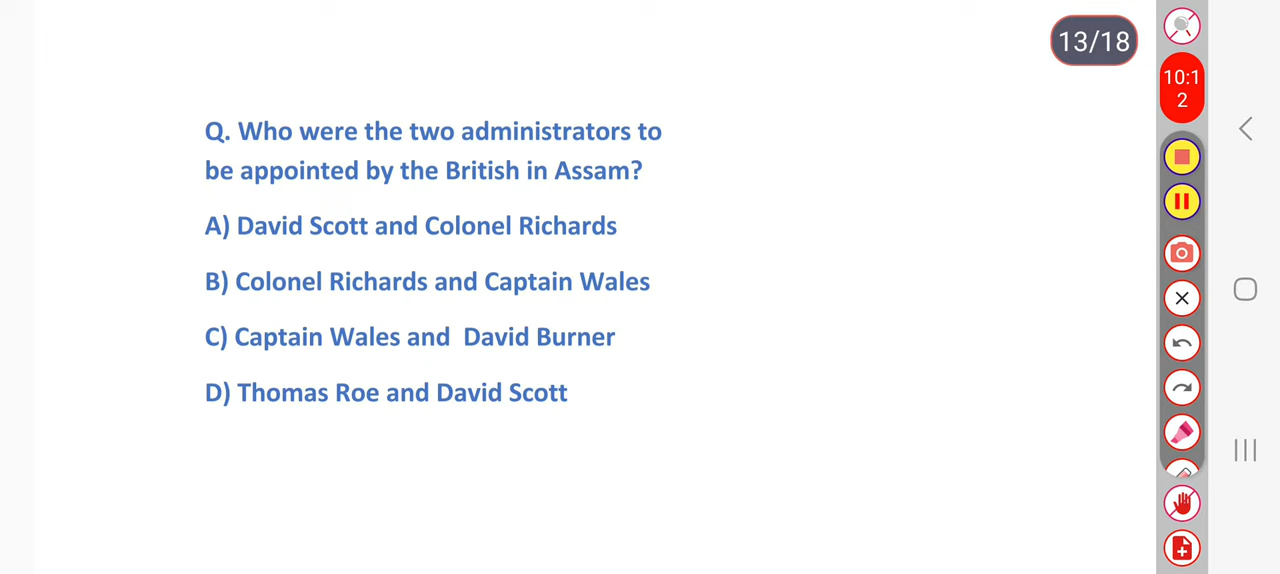 13/18
10:1
2
Q. Who were the two administrators to
be appointed by the British in Assam?
A) David Scott and Colonel Richards
B) Colonel Richards and Captain Wales
C) Captain Wales and  David Burner
D) Thomas Roe and David Scott